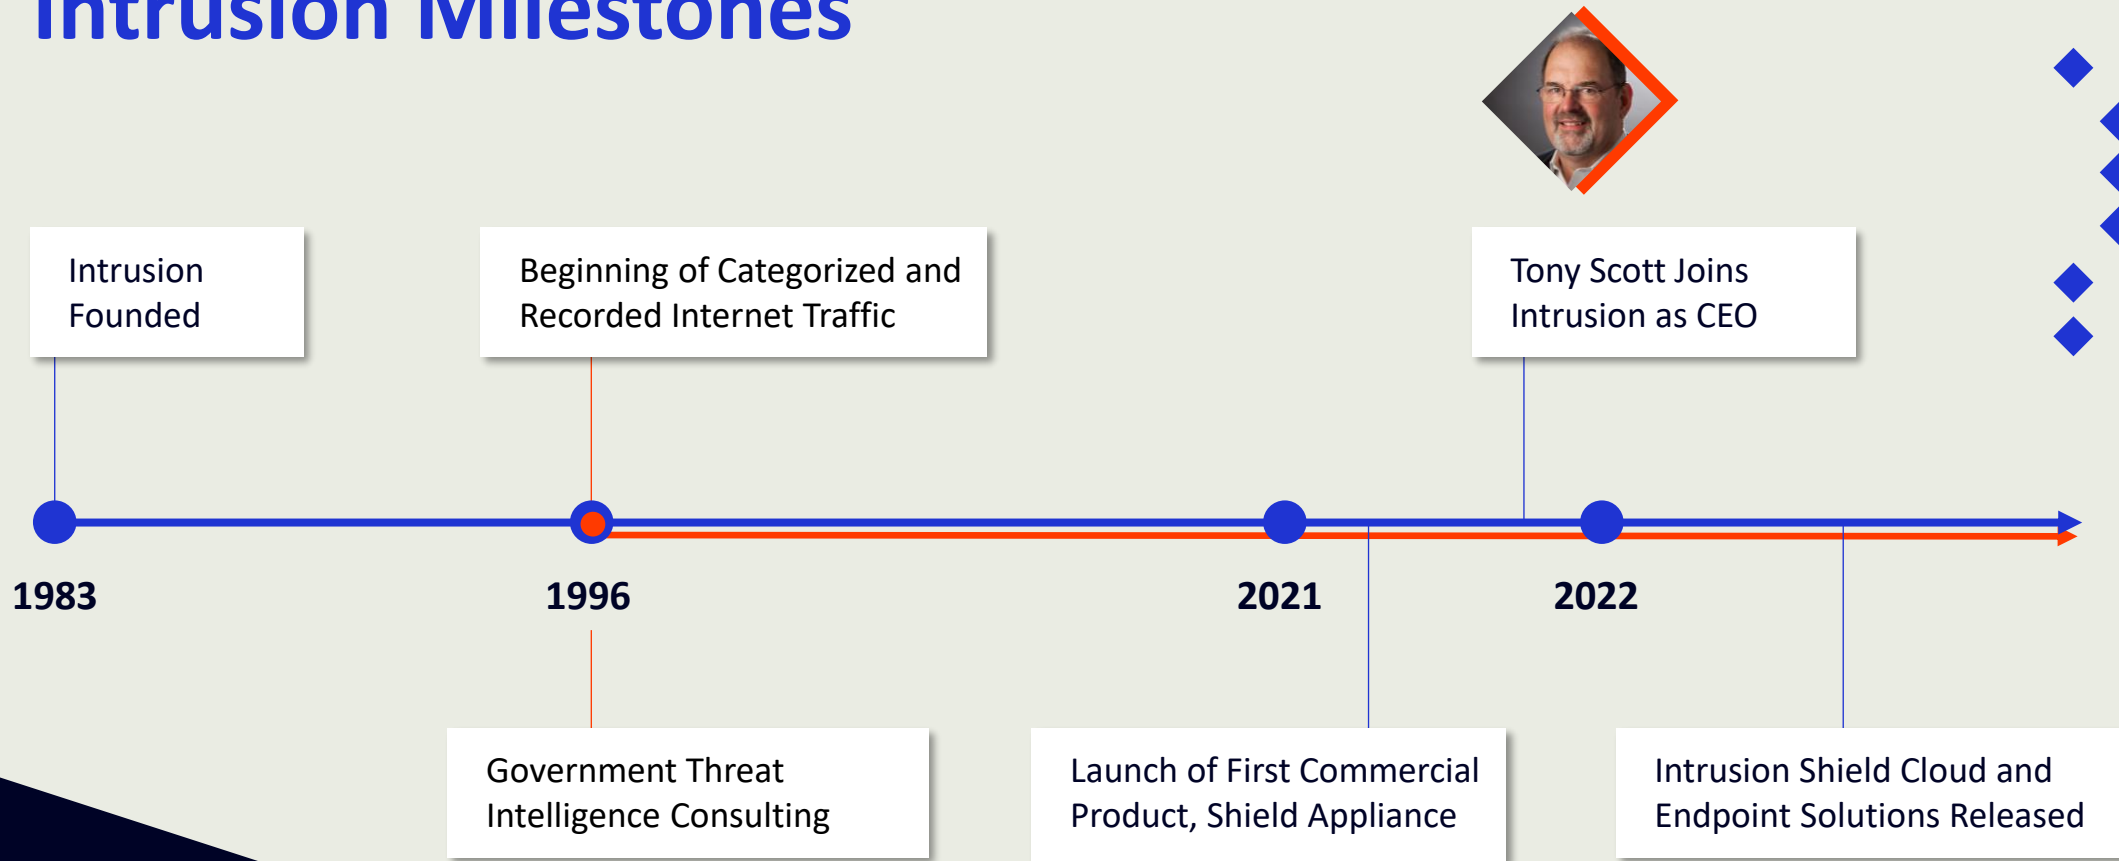 Intrusion Milestones
Intrusion
Founded
Beginning of Categorized and
Recorded Internet Traffic
Tony Scott Joins
Intrusion as CEO
1983
1996
2021
2022
Government Threat
Intelligence Consulting
Launch of First Commercial
Product, Shield Appliance
Intrusion Shield Cloud and
Endpoint Solutions Released